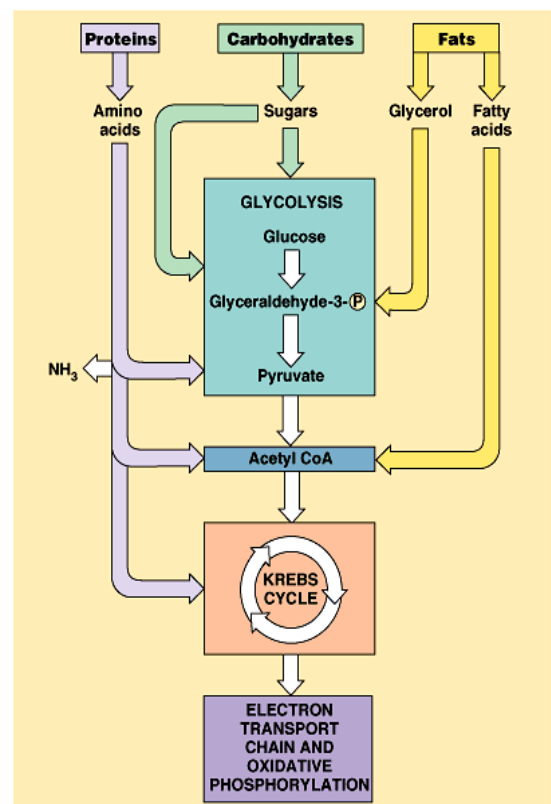 Proteins
Carbohydrates
Fats
Amino
acids
Sugars
Glycerol
Fatty
acids
GLYCOLYSIS
Glucose
Glyceraldehyde-3-P
NH3
Pyruvate
Acetyl CoA
KREBS
CYCLE
ELECTRON
TRANSPORT
CHAIN AND
OXIDATIVE
PHOSPHORYLATION